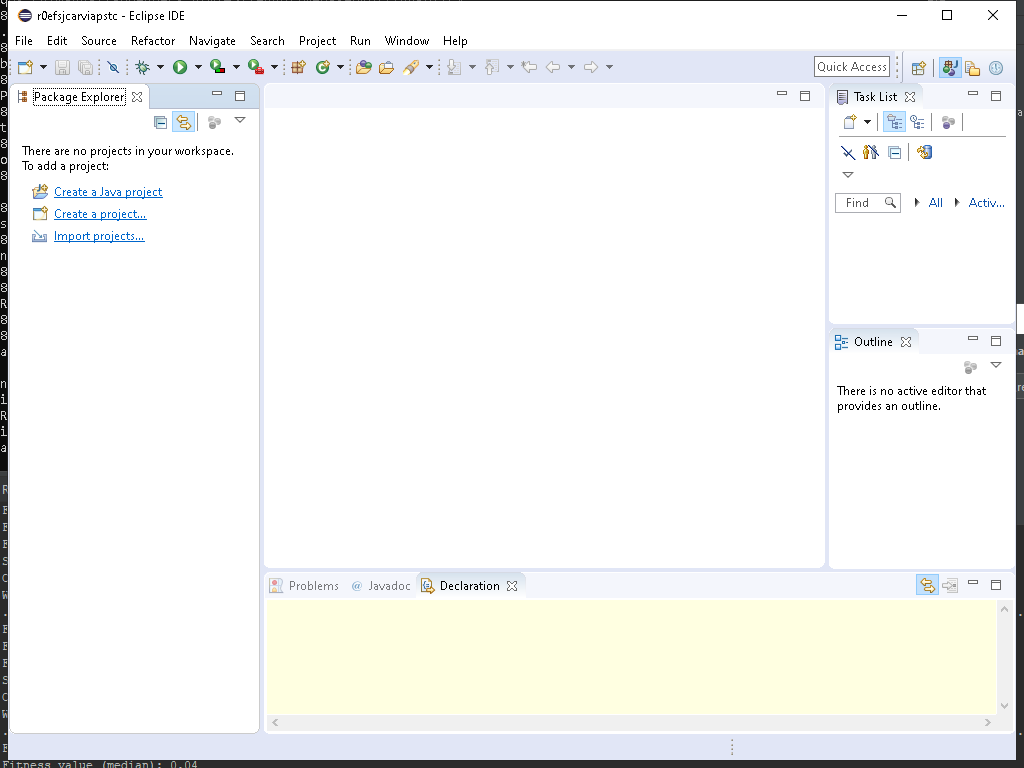 r0efsjcarviapstc - Eclipse IDE
File Edit Source Refactor Navigate Search Project Run Window Help
Quick Access
Package Explorer
There are no projects in your workspace.
To add a project:
Create a Java project
Create a project...
Import projects...
Task List
Find All Activ...
Outline
There is no active editor that
provides an outline.
Problems @ Javadoc Declaration
Fitness value (median): 0.04